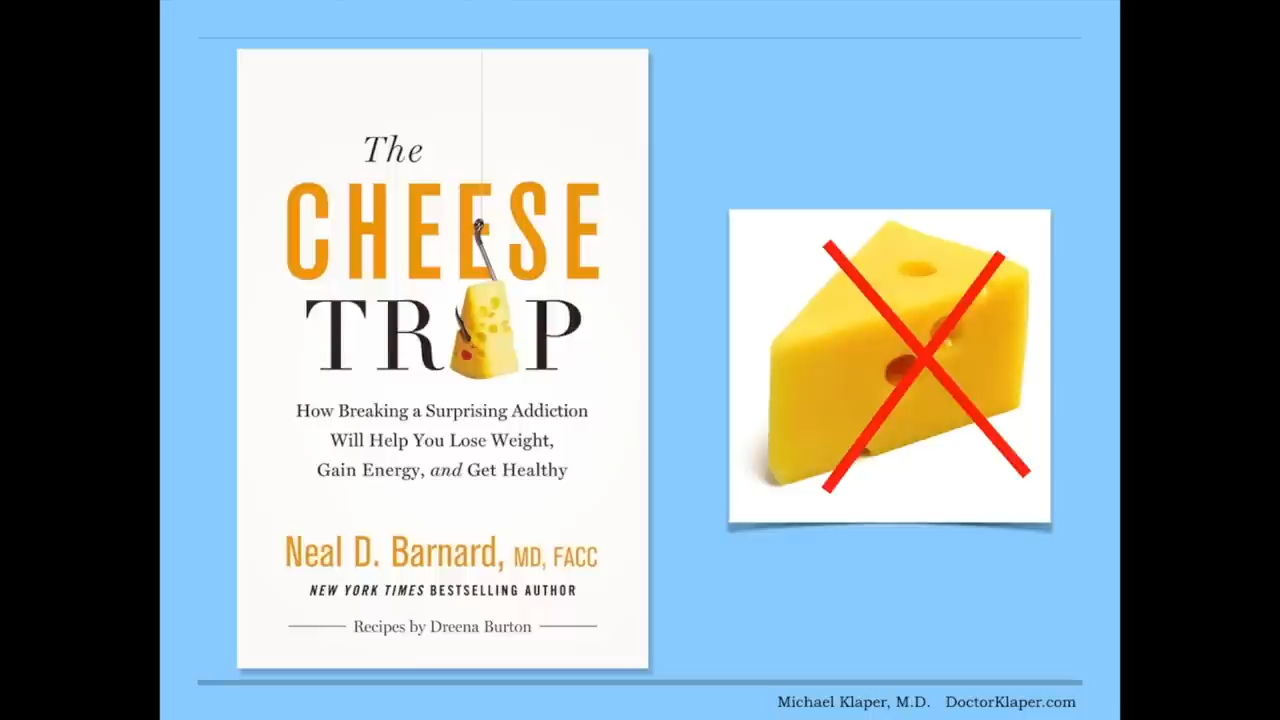 The
CHEESE
TRAP
How Breaking a Surprising Addiction
Will Help You Lose Weight,
Gain Energy, and Get Healthy
Neal D. Barnard, MD, FACC
NEW YORK TIMES BESTSELLING AUTHOR
Recipes by Dreena Burton
Michael Klaper, M.D. DoctorKlaper.com